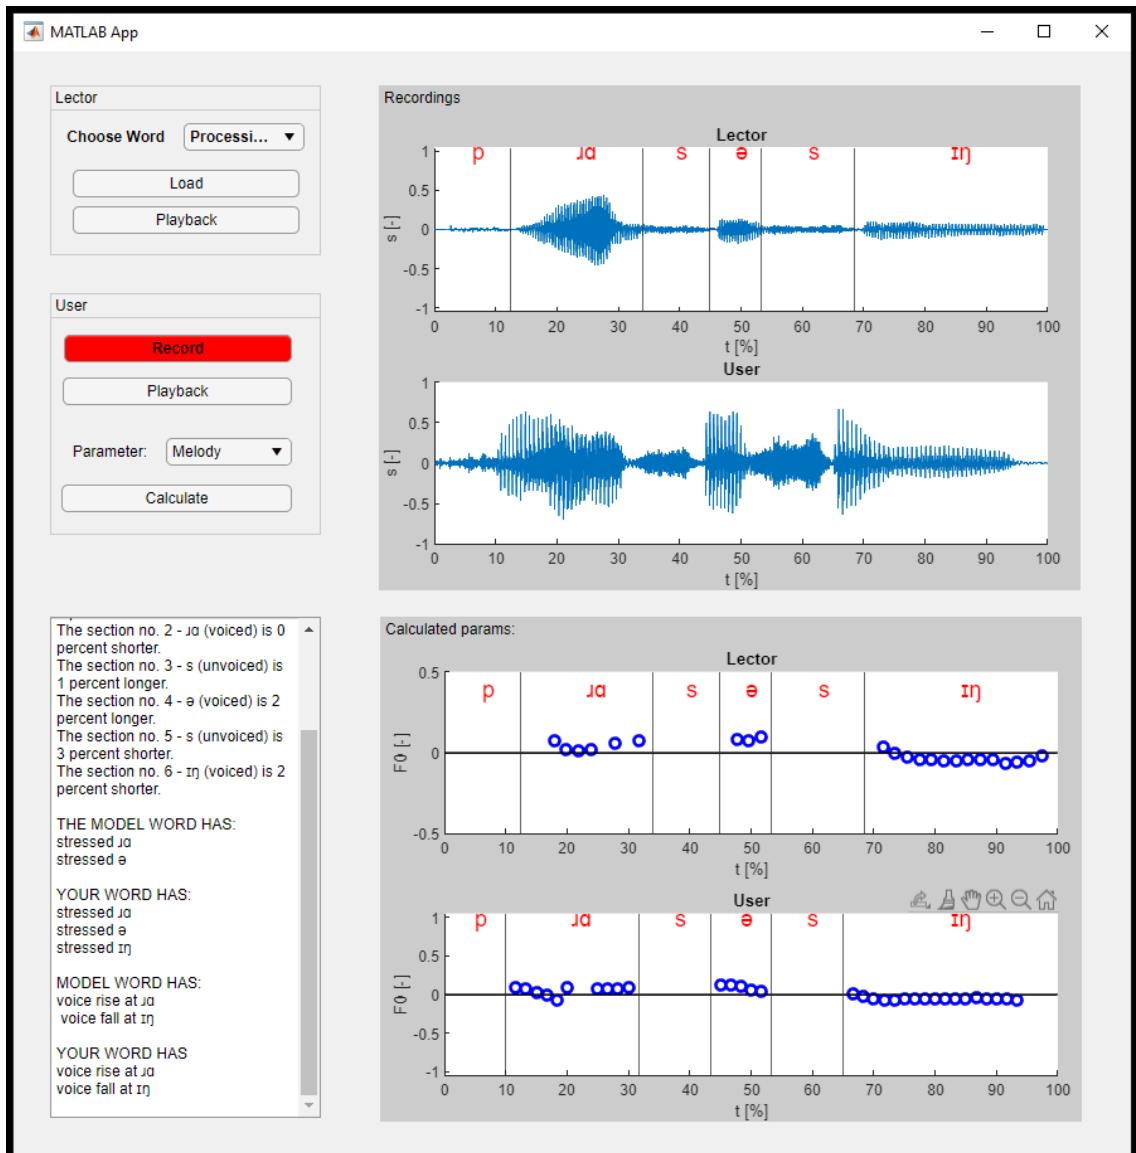 MATLAB App
Lector
Choose Word
Processi...
Load
Playback
User
Record
Playback
Parameter:
Melody
Calculate
Recordings
Lector
p ɹɑ s ə s ɪŋ
1
0.5
0
-0.5
-1
s [-]
0 10 20 30 40 50 60 70 80 90 100
t [%]
User
1
0.5
0
-0.5
-1
s [-]
0 10 20 30 40 50 60 70 80 90 100
t [%]
The section no. 2 - ɹɑ (voiced) is 0
percent shorter.
The section no. 3 - s (unvoiced) is
1 percent longer.
The section no. 4 - ə (voiced) is 2
percent longer.
The section no. 5 - s (unvoiced) is
3 percent shorter.
The section no. 6 - ɪŋ (voiced) is 2
percent shorter.
THE MODEL WORD HAS:
stressed ɹɑ
stressed ə
YOUR WORD HAS:
stressed ɹɑ
stressed ə
stressed ɪŋ
MODEL WORD HAS:
voice rise at ɹɑ
voice fall at ɪŋ
YOUR WORD HAS
voice rise at ɹɑ
voice fall at ɪŋ
Calculated params:
Lector
p ɹɑ s ə s ɪŋ
0.5
0
-0.5
F0 [-]
0 10 20 30 40 50 60 70 80 90 100
t [%]
User
p ɹɑ s ə s ɪŋ
1
0.5
0
-0.5
-1
F0 [-]
0 10 20 30 40 50 60 70 80 90 100
t [%]